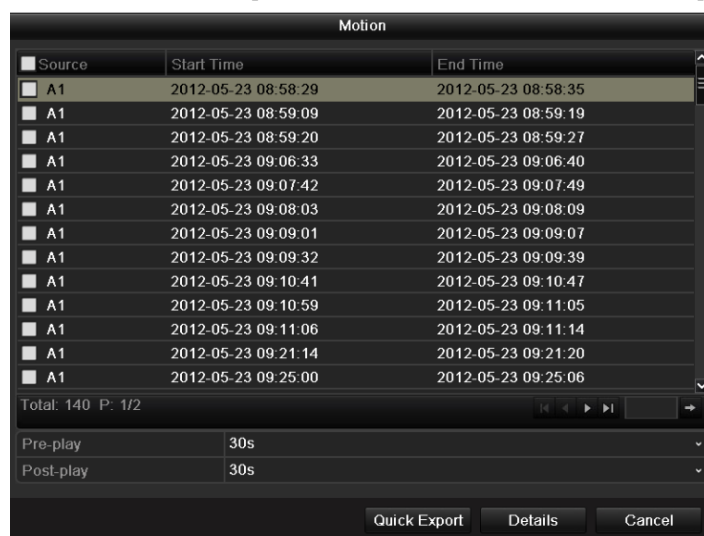 Motion
Source Start Time End Time
A1 2012-05-23 08:58:29 2012-05-23 08:58:35
A1 2012-05-23 08:59:09 2012-05-23 08:59:19
A1 2012-05-23 08:59:20 2012-05-23 08:59:27
A1 2012-05-23 09:06:33 2012-05-23 09:06:40
A1 2012-05-23 09:07:42 2012-05-23 09:07:49
A1 2012-05-23 09:08:03 2012-05-23 09:08:09
A1 2012-05-23 09:09:01 2012-05-23 09:09:07
A1 2012-05-23 09:09:32 2012-05-23 09:09:39
A1 2012-05-23 09:10:41 2012-05-23 09:10:47
A1 2012-05-23 09:10:59 2012-05-23 09:11:05
A1 2012-05-23 09:11:06 2012-05-23 09:11:14
A1 2012-05-23 09:21:14 2012-05-23 09:21:20
A1 2012-05-23 09:25:00 2012-05-23 09:25:06
Total: 140 P: 1/2
Pre-play 30s
Post-play 30s
Quick Export Details Cancel